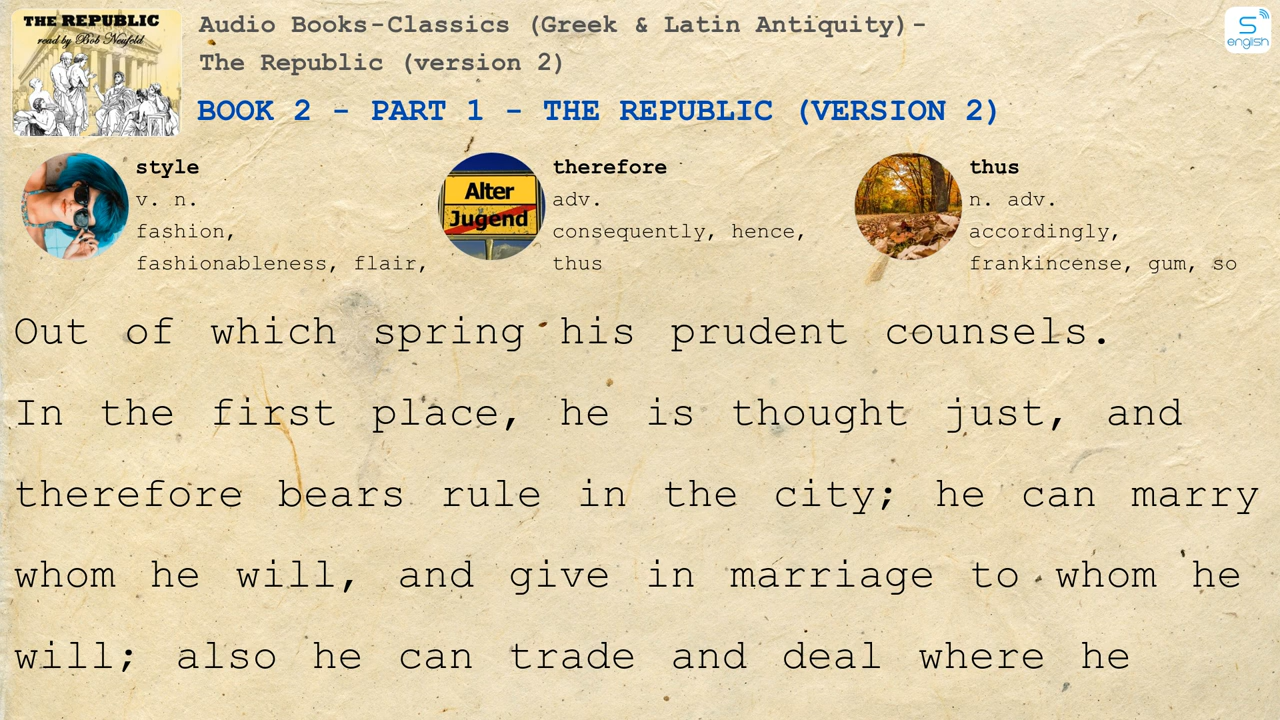 THE REPUBLIC
read by Bob Neufeld
Audio Books-Classics (Greek & Latin Antiquity)-
The Republic (version 2)
S
english
BOOK 2 - PART 1 - THE REPUBLIC (VERSION 2)
style
v. n.
fashion,
fashionableness, flair,
Alter
Jugend
therefore
adv.
consequently, hence,
thus
thus
n. adv.
accordingly,
frankincense, gum, so
Out of which spring his prudent counsels.
In the first place, he is thought just, and
therefore bears rule in the city; he can marry
whom he will, and give in marriage to whom he
will; also he can trade and deal where he